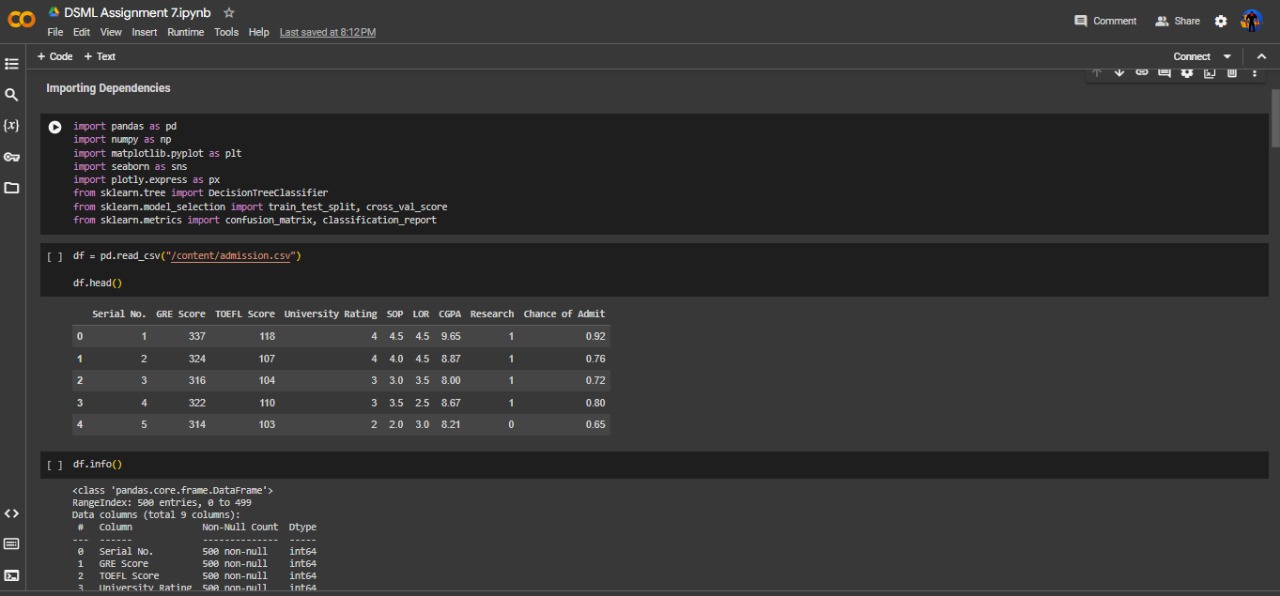 DSML Assignment 7.ipynb
File Edit View Insert Runtime Tools Help Last saved at 8:12 PM
Comment Share
+ Code + Text
Connect
Importing Dependencies
import pandas as pd
import numpy as np
import matplotlib.pyplot as plt
import seaborn as sns
import plotly.express as px
from sklearn.tree import DecisionTreeClassifier
from sklearn.model_selection import train_test_split, cross_val_score
from sklearn.metrics import confusion_matrix, classification_report
[ ] df = pd.read_csv("/content/admission.csv")
df.head()
Serial No. GRE Score TOEFL Score University Rating SOP LOR CGPA Research Chance of Admit
0 1 337 118 4 4.5 4.5 9.65 1 0.92
1 2 324 107 4 4.0 4.5 8.87 1 0.76
2 3 316 104 3 3.0 3.5 8.00 1 0.72
3 4 322 110 3 3.5 2.5 8.67 1 0.80
4 5 314 103 2 2.0 3.0 8.21 0 0.65
[ ] df.info()
<class 'pandas.core.frame.DataFrame'>
RangeIndex: 500 entries, 0 to 499
Data columns (total 9 columns):
# Column Non-Null Count Dtype
--- ------ -------------- -----
0 Serial No. 500 non-null int64
1 GRE Score 500 non-null int64
2 TOEFL Score 500 non-null int64
3 University Rating 500 non-null int64